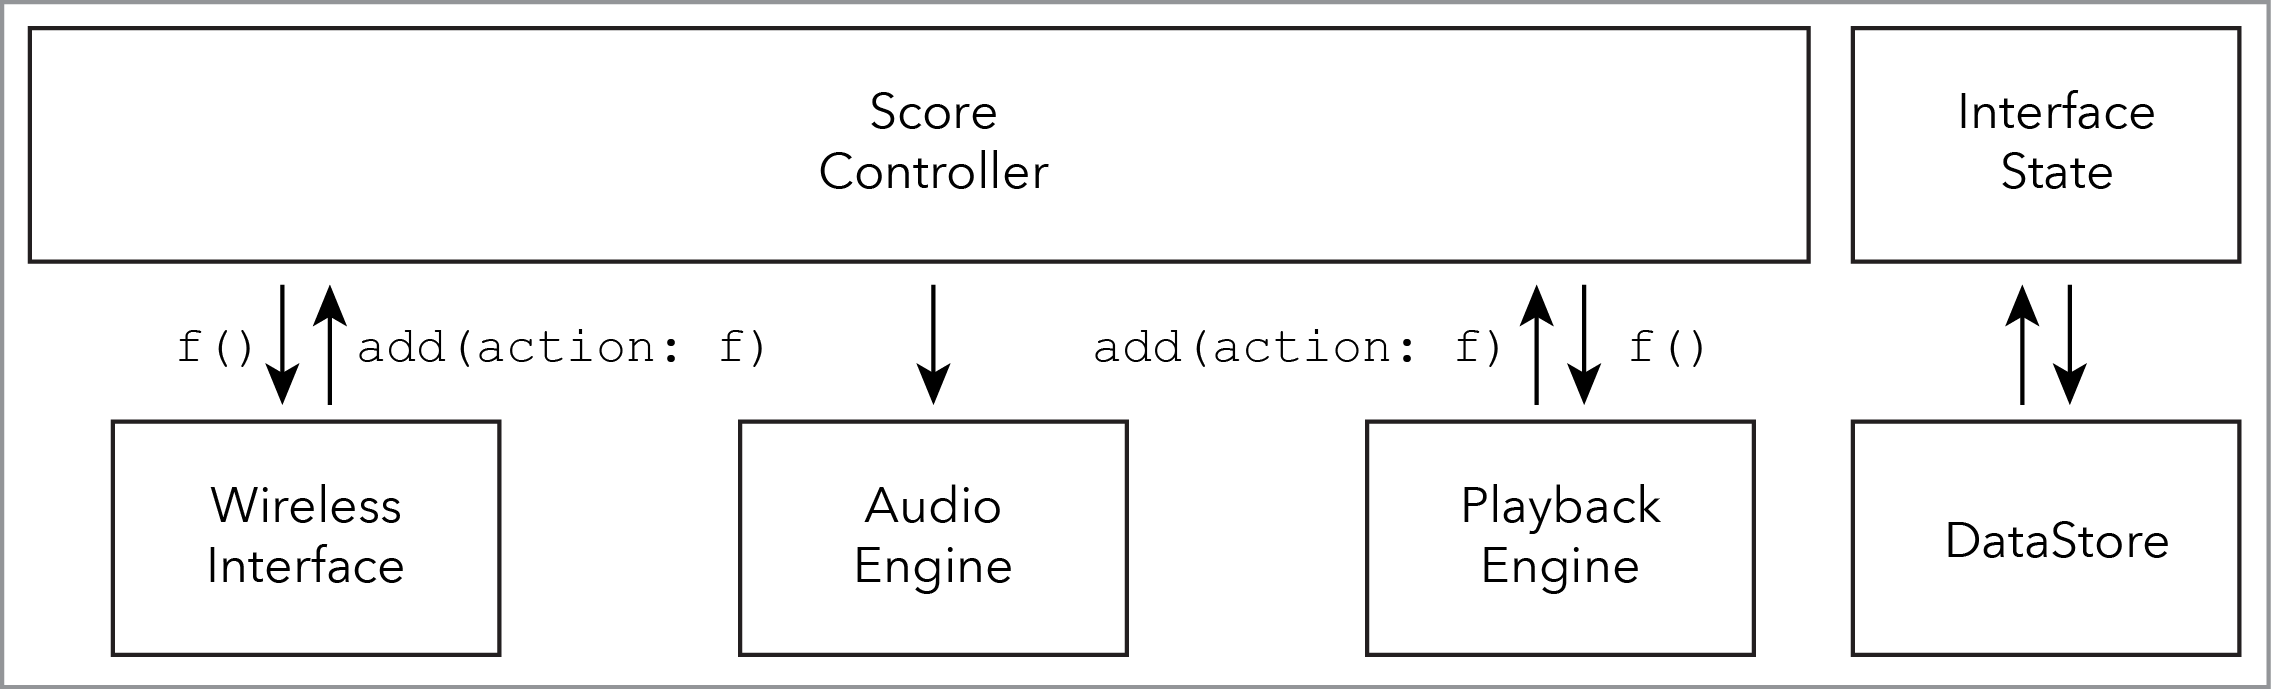 Score
Controller
Interface
State
f()
add(action: f)
add(action: f)
f()
Wireless
Interface
Audio
Engine
Playback
Engine
DataStore